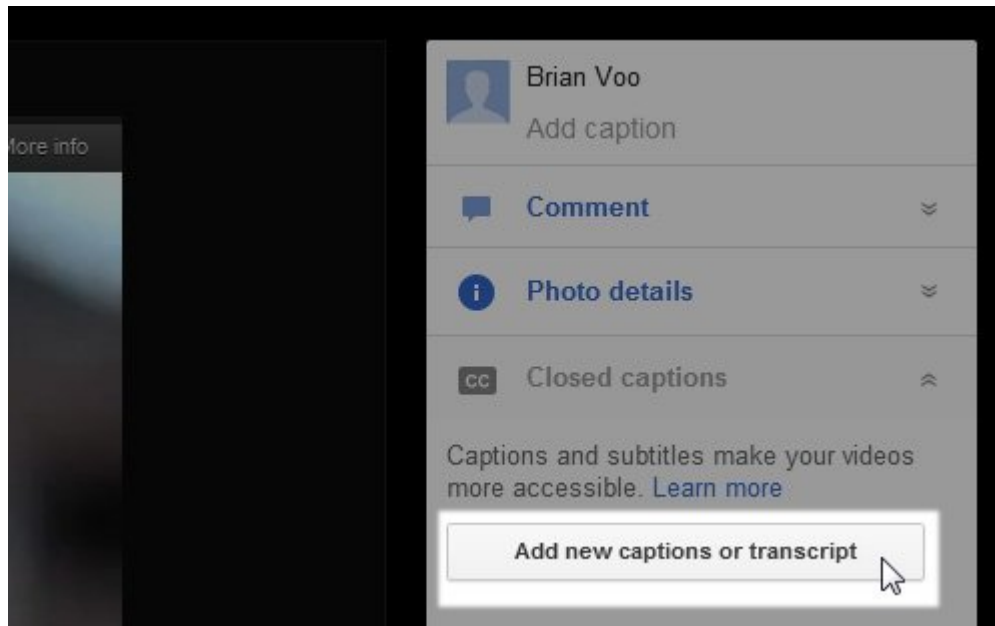 Brian Voo
Add caption
More info
Comment
Photo details
CC Closed captions
Captions and subtitles make your videos
more accessible. Learn more
Add new captions or transcript